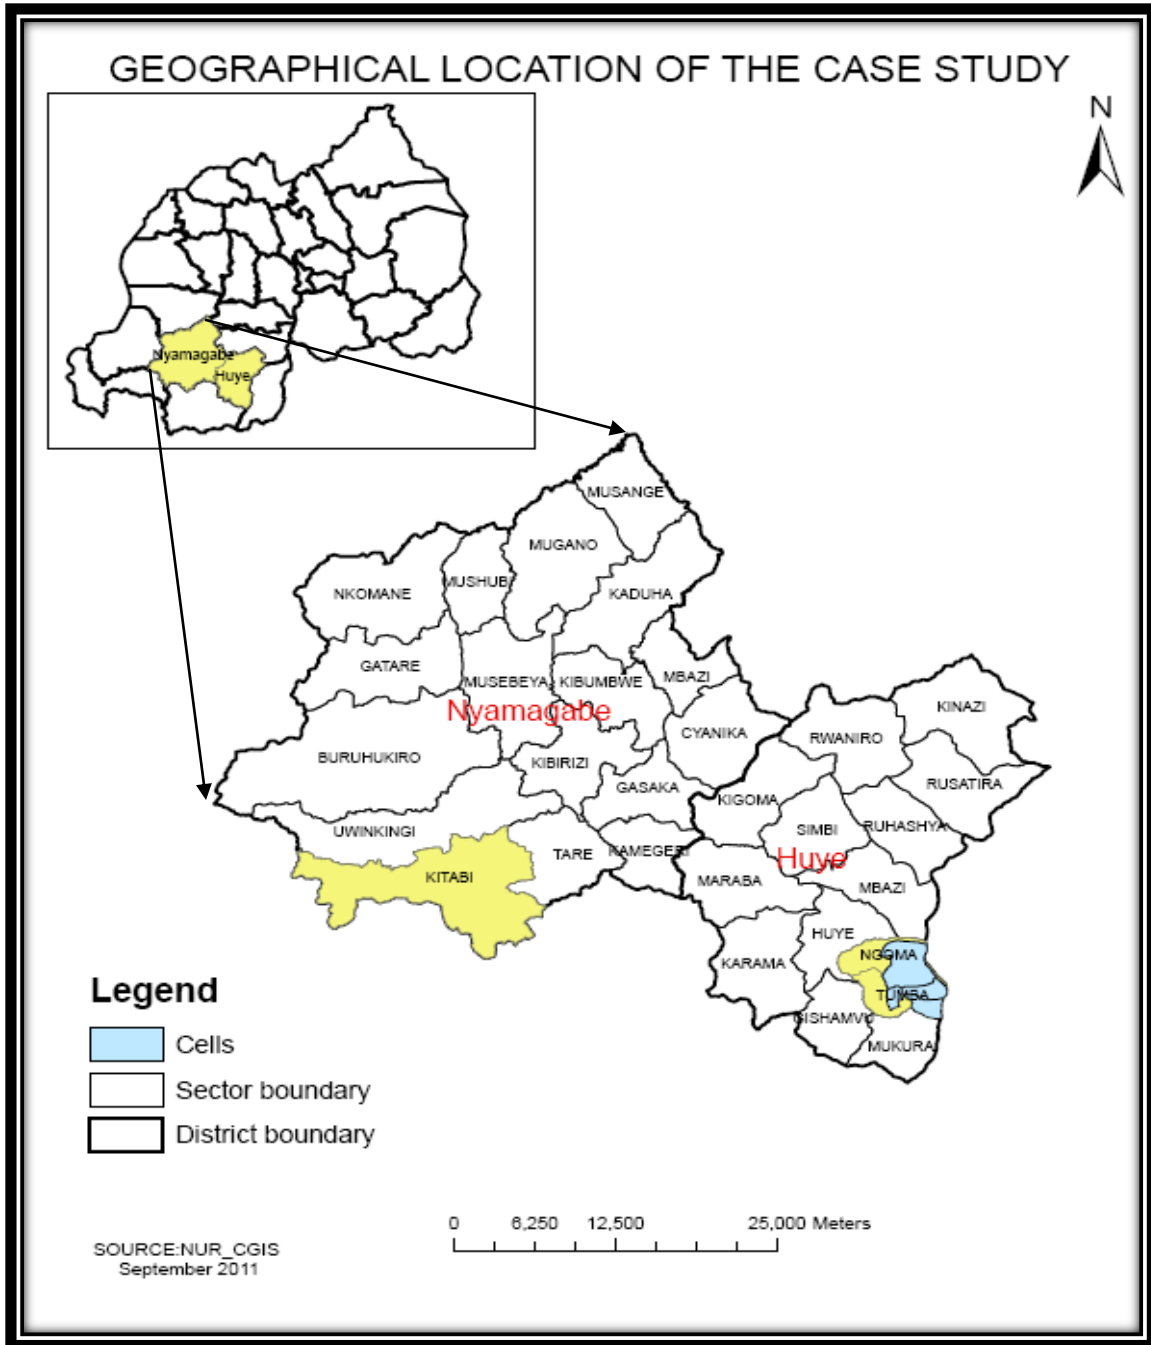 GEOGRAPHICAL LOCATION OF THE CASE STUDY
N
Nyamagabe
Huye
MUSANGE
MUGANO
MUSHUBI
NKOMANE
KADUHA
GATARE
MUSEBEYA
KIBUMBWE
MBAZI
Nyamagabe
CYANIKA
KINAZI
RWANIRO
BURUHUKIRO
KIBIRIZI
GASAKA
RUSATIRA
KIGOMA
UWINKINGI
SIMBI
RUHASHYA
TARE
KAMEGERI
Huye
KITABI
MARABA
MBAZI
HUYE
NGOMA
KARAMA
TUMBA
GISHAMVU
MUKURA
Legend
Cells
Sector boundary
District boundary
0 6,250 12,500 25,000 Meters
SOURCE:NUR_CGIS
September 2011